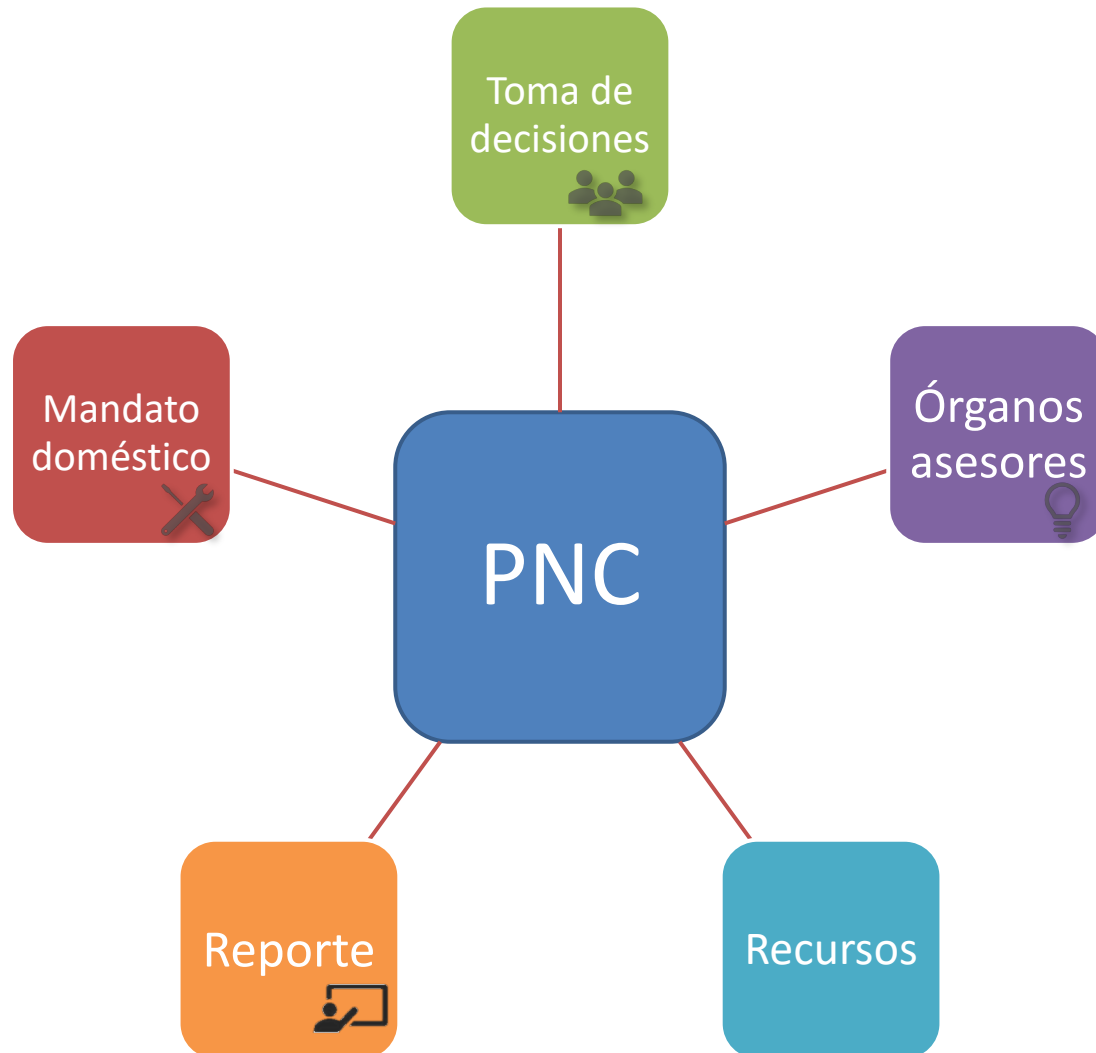 Toma de
decisiones
Mandato
doméstico
Órganos
asesores
PNC
Reporte
Recursos